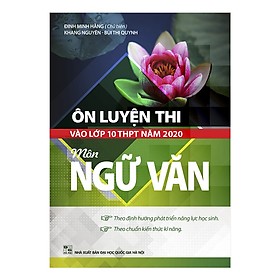 ĐINH MINH HẰNG (Chủ biên)
KHANG NGUYÊN - BÙI THỊ QUỲNH
ÔN LUYỆN THI
VÀO LỚP 10 THPT NĂM 2020
Môn
NGỮ VĂN
Theo định hướng phát triển năng lực học sinh.
Theo chuẩn kiến thức kĩ năng.
NHÀ XUẤT BẢN ĐẠI HỌC QUỐC GIA HÀ NỘI